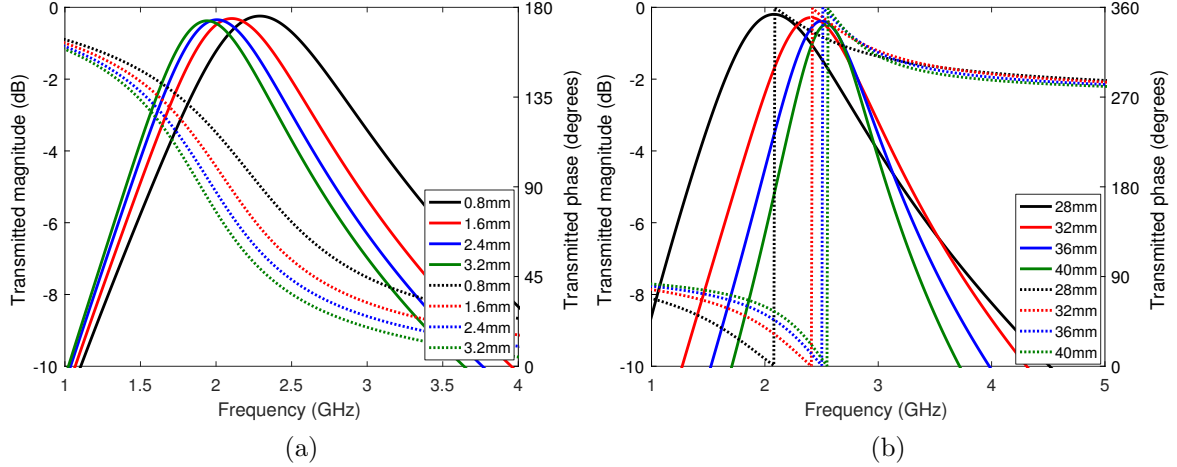 0
-2
-4
-6
-8
-10
Transmitted magnitude (dB)
180
135
90
45
0
Transmitted phase (degrees)
1
1.5
2
2.5
3
3.5
4
Frequency (GHz)
0.8mm
1.6mm
2.4mm
3.2mm
0.8mm
1.6mm
2.4mm
3.2mm
(a)
0
-2
-4
-6
-8
-10
Transmitted magnitude (dB)
360
270
180
90
0
Transmitted phase (degrees)
1
2
3
4
5
Frequency (GHz)
28mm
32mm
36mm
40mm
28mm
32mm
36mm
40mm
(b)